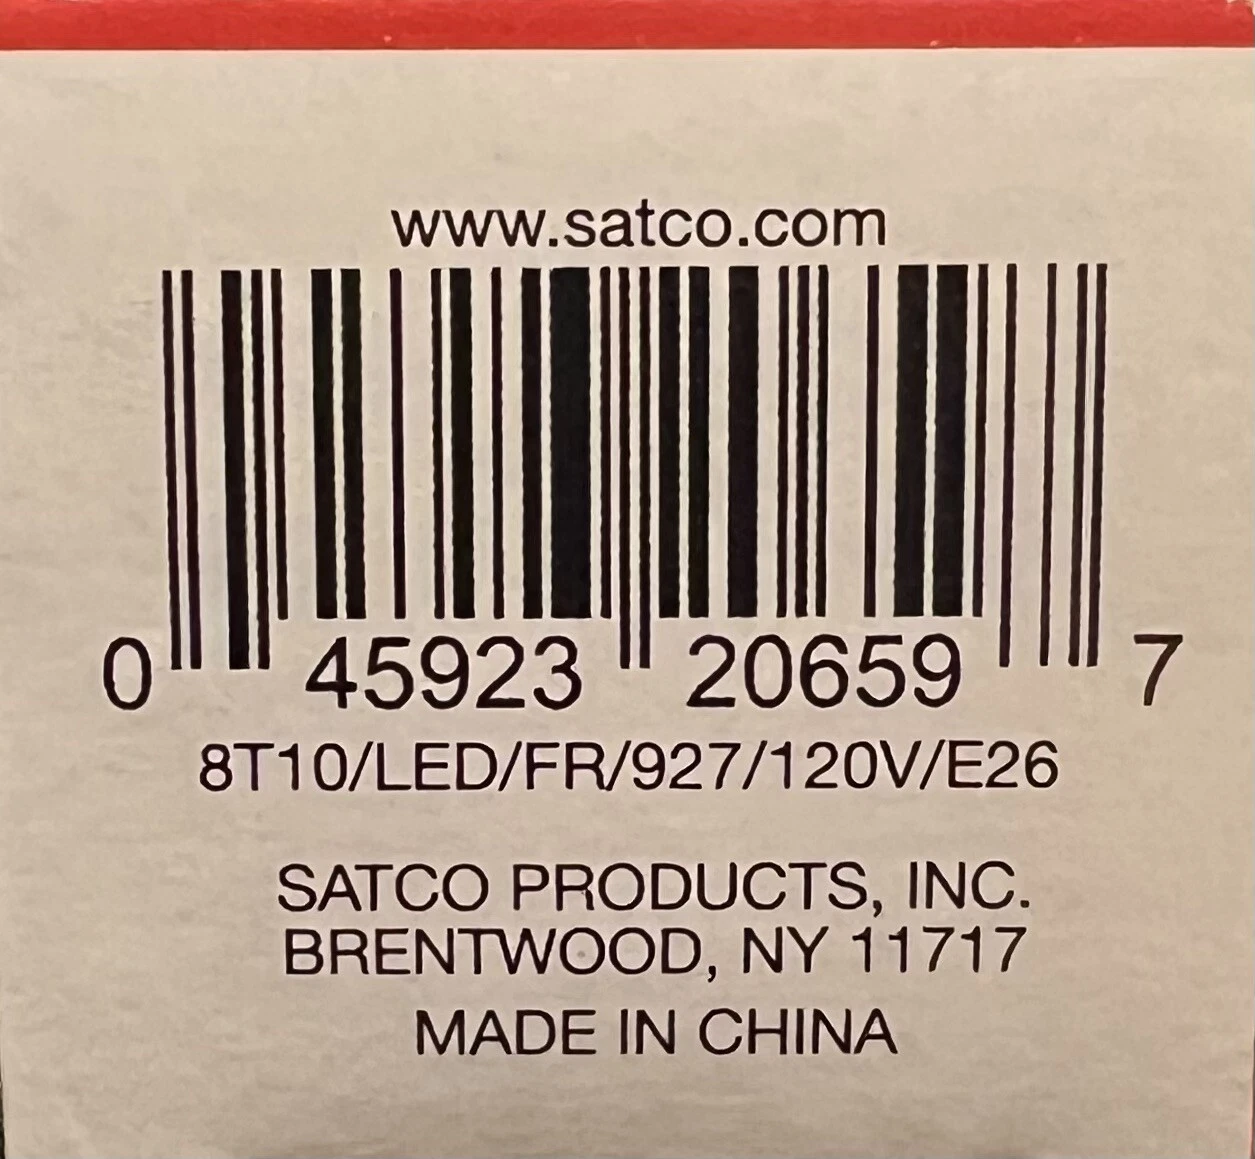 www.satco.com
0 45923 20659 7
8T10/LED/FR/927/120V/E26
SATCO PRODUCTS, INC.
BRENTWOOD, NY 11717
MADE IN CHINA